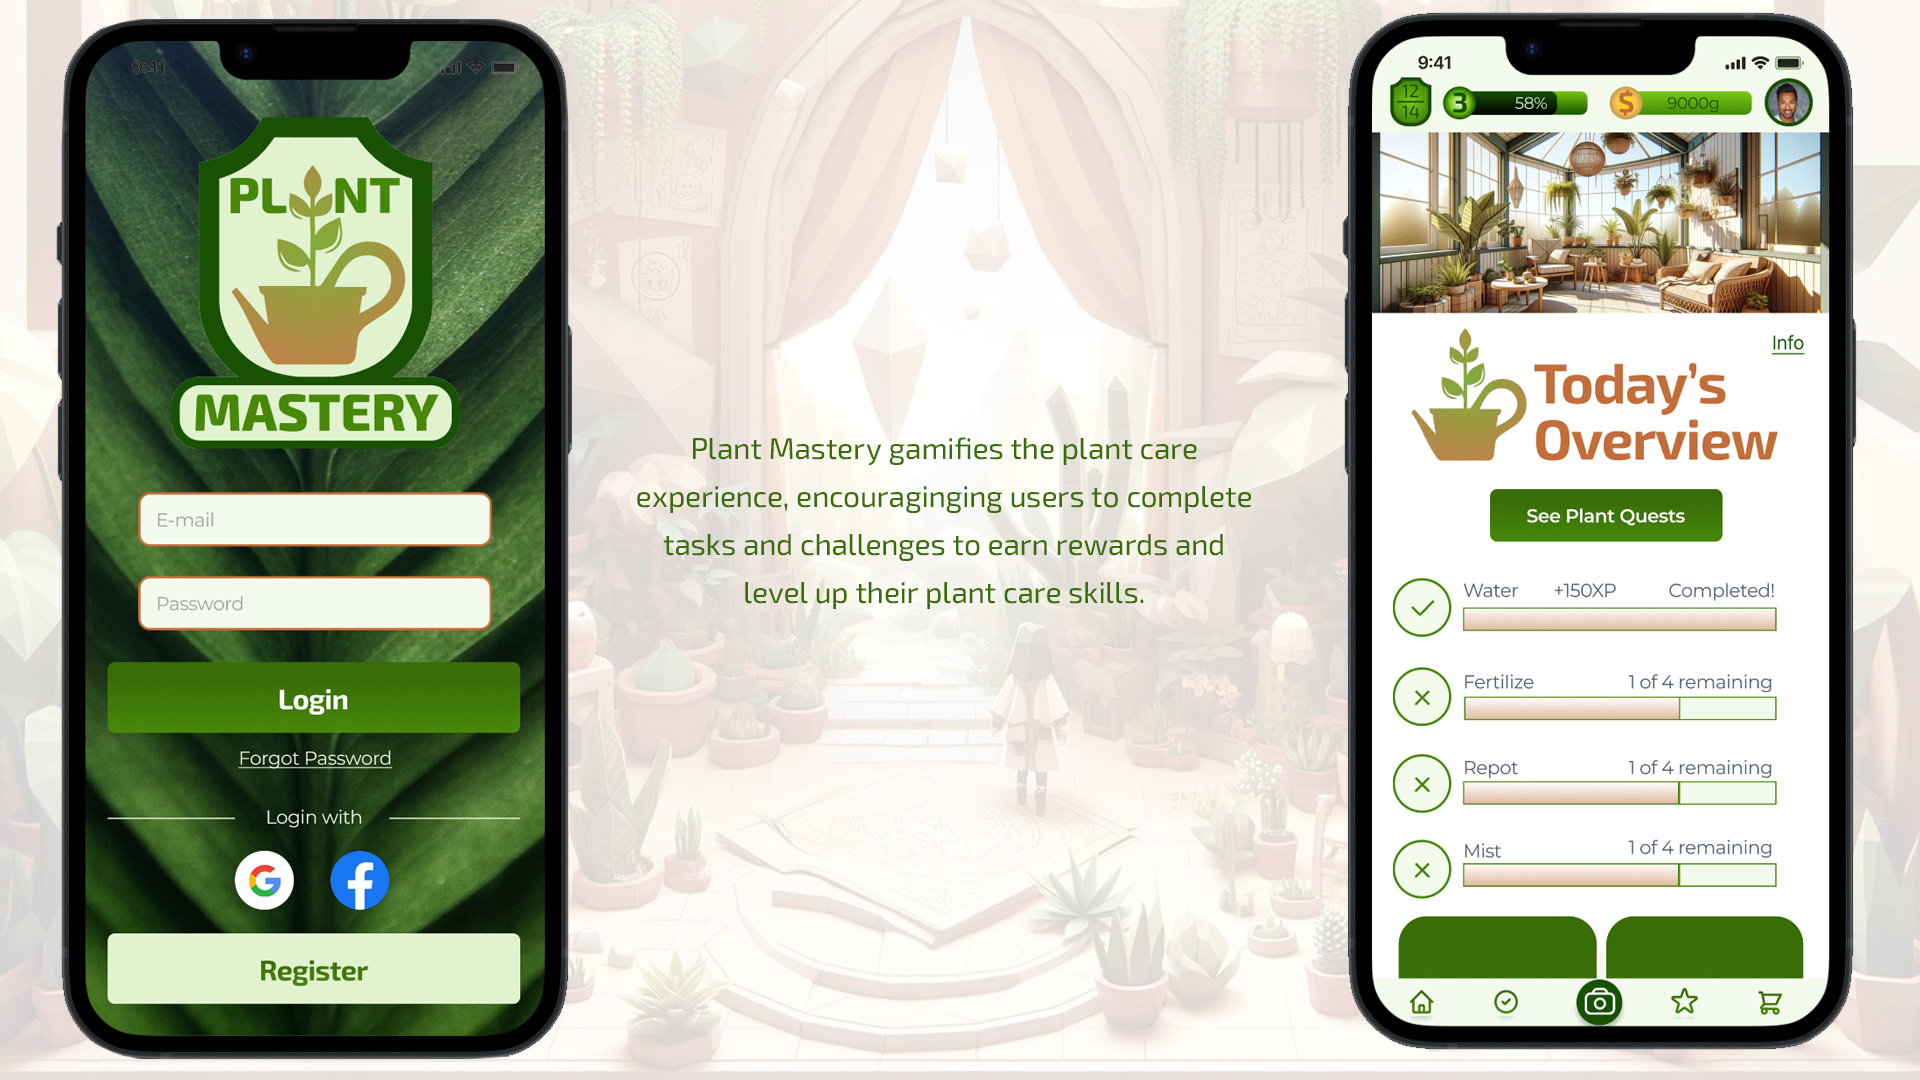 9:41
PLANT
MASTERY
E-mail
Password
Login
Forgot Password
Login with
Register
Plant Mastery gamifies the plant care
experience, encouraginging users to complete
tasks and challenges to earn rewards and
level up their plant care skills.
9:41
12
14
3
58%
$
9000g
Info
Today's
Overview
See Plant Quests
Water +150XP Completed!
Fertilize 1 of 4 remaining
Repot 1 of 4 remaining
Mist 1 of 4 remaining